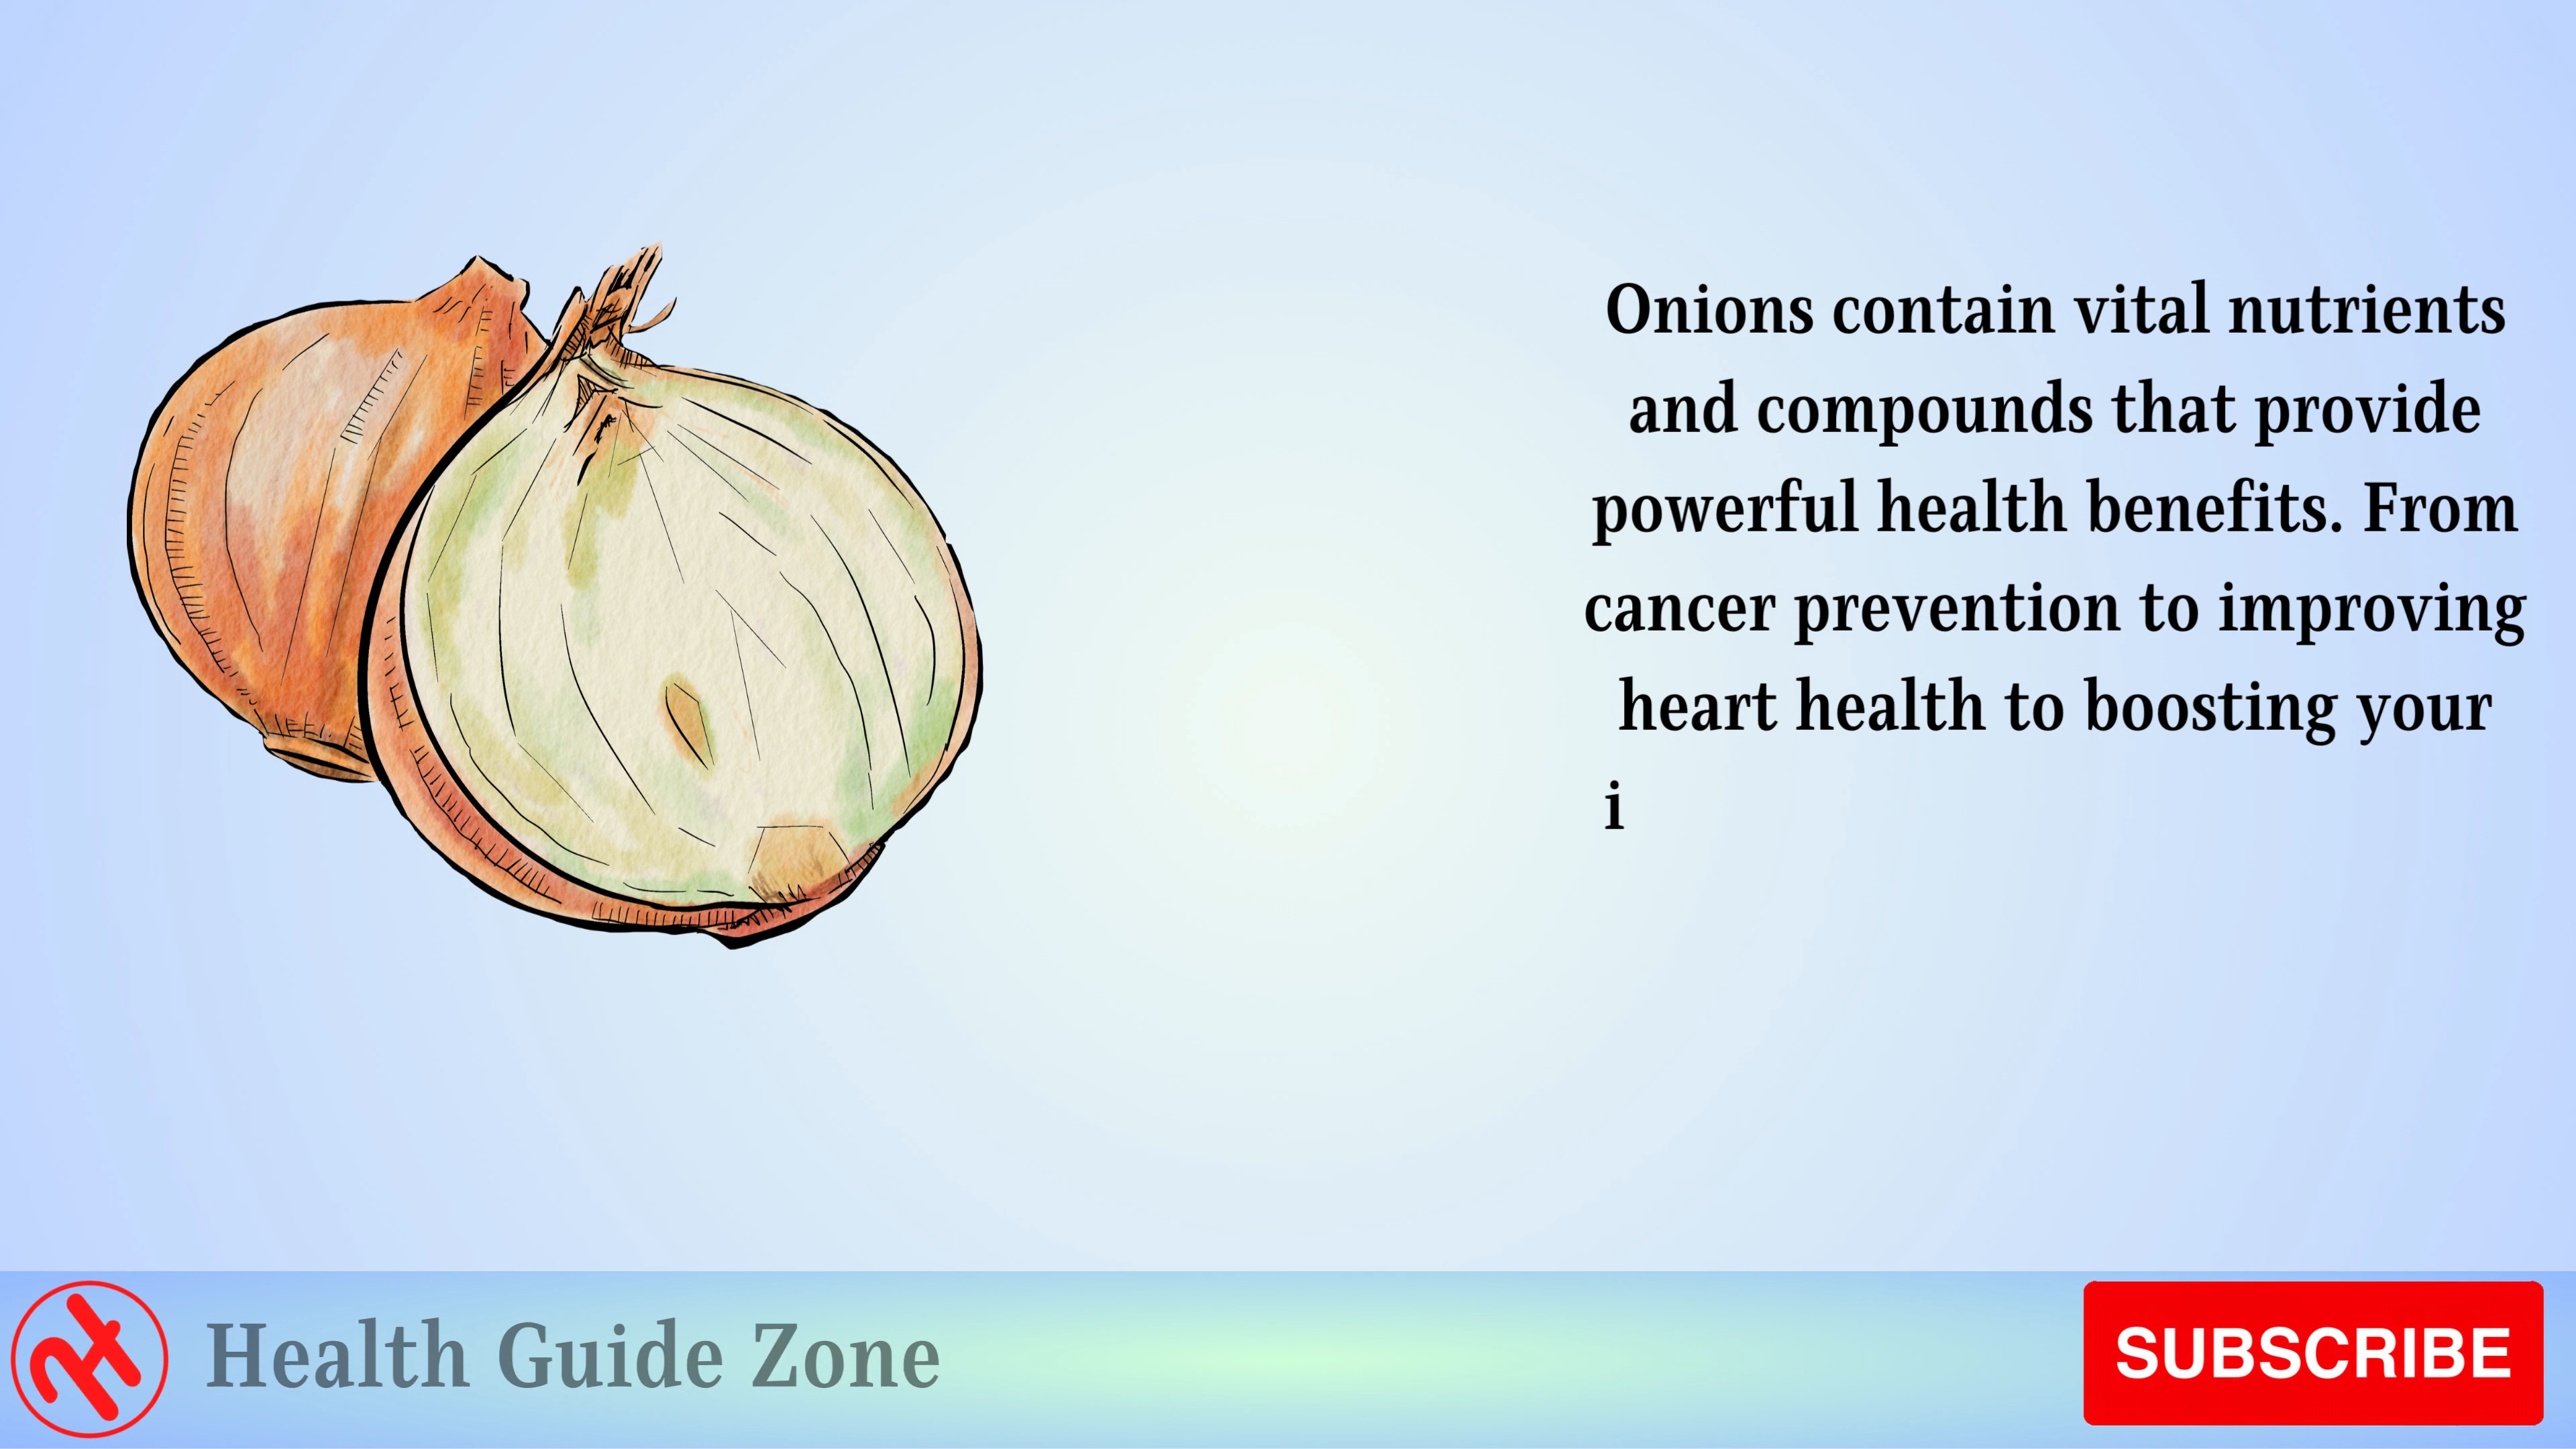 Onions contain vital nutrients
and compounds that provide
powerful health benefits. From
cancer prevention to improving
heart health to boosting your
i
Health Guide Zone
SUBSCRIBE